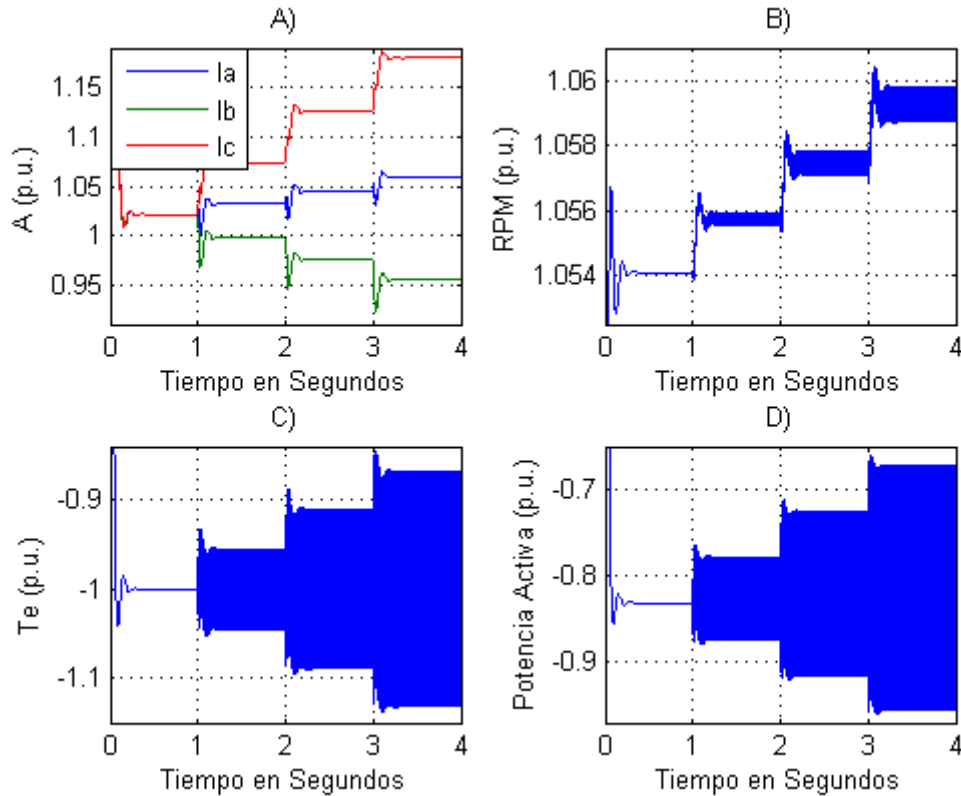 A)
Ia
Ib
Ic
1.15
1.1
1.05
1
0.95
A (p.u.)
0 1 2 3 4
Tiempo en Segundos
B)
1.06
1.058
1.056
1.054
RPM (p.u.)
0 1 2 3 4
Tiempo en Segundos
C)
-0.9
-1
-1.1
Te (p.u.)
0 1 2 3 4
Tiempo en Segundos
D)
-0.7
-0.8
-0.9
Potencia Activa (p.u.)
0 1 2 3 4
Tiempo en Segundos